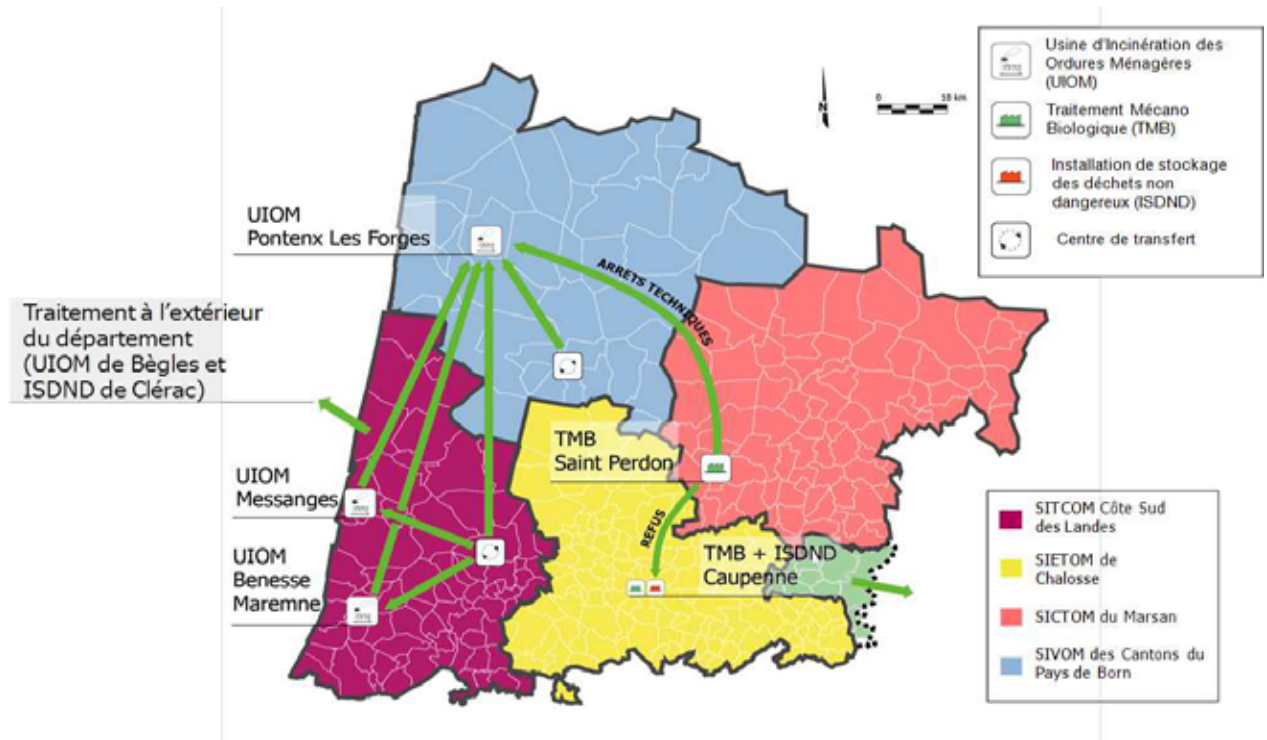 Usine d'Incinération des
Ordures Ménagères
(UIOM)
Traitement Mécano
Biologique (TMB)
Installation de stockage
des déchets non
dangereux (ISDND)
Centre de transfert
N
0 10 km
UIOM
Pontenx Les Forges
ARRETS TECHNIQUES
Traitement à l'extérieur
du département
(UIOM de Bègles et
ISDND de Clérac)
TMB
Saint Perdon
UIOM
Messanges
REFUS
TMB + ISDND
Caupenne
UIOM
Benesse
Maremne
SITCOM Côte Sud
des Landes
SIETOM de
Chalosse
SICTOM du Marsan
SIVOM des Cantons du
Pays de Born